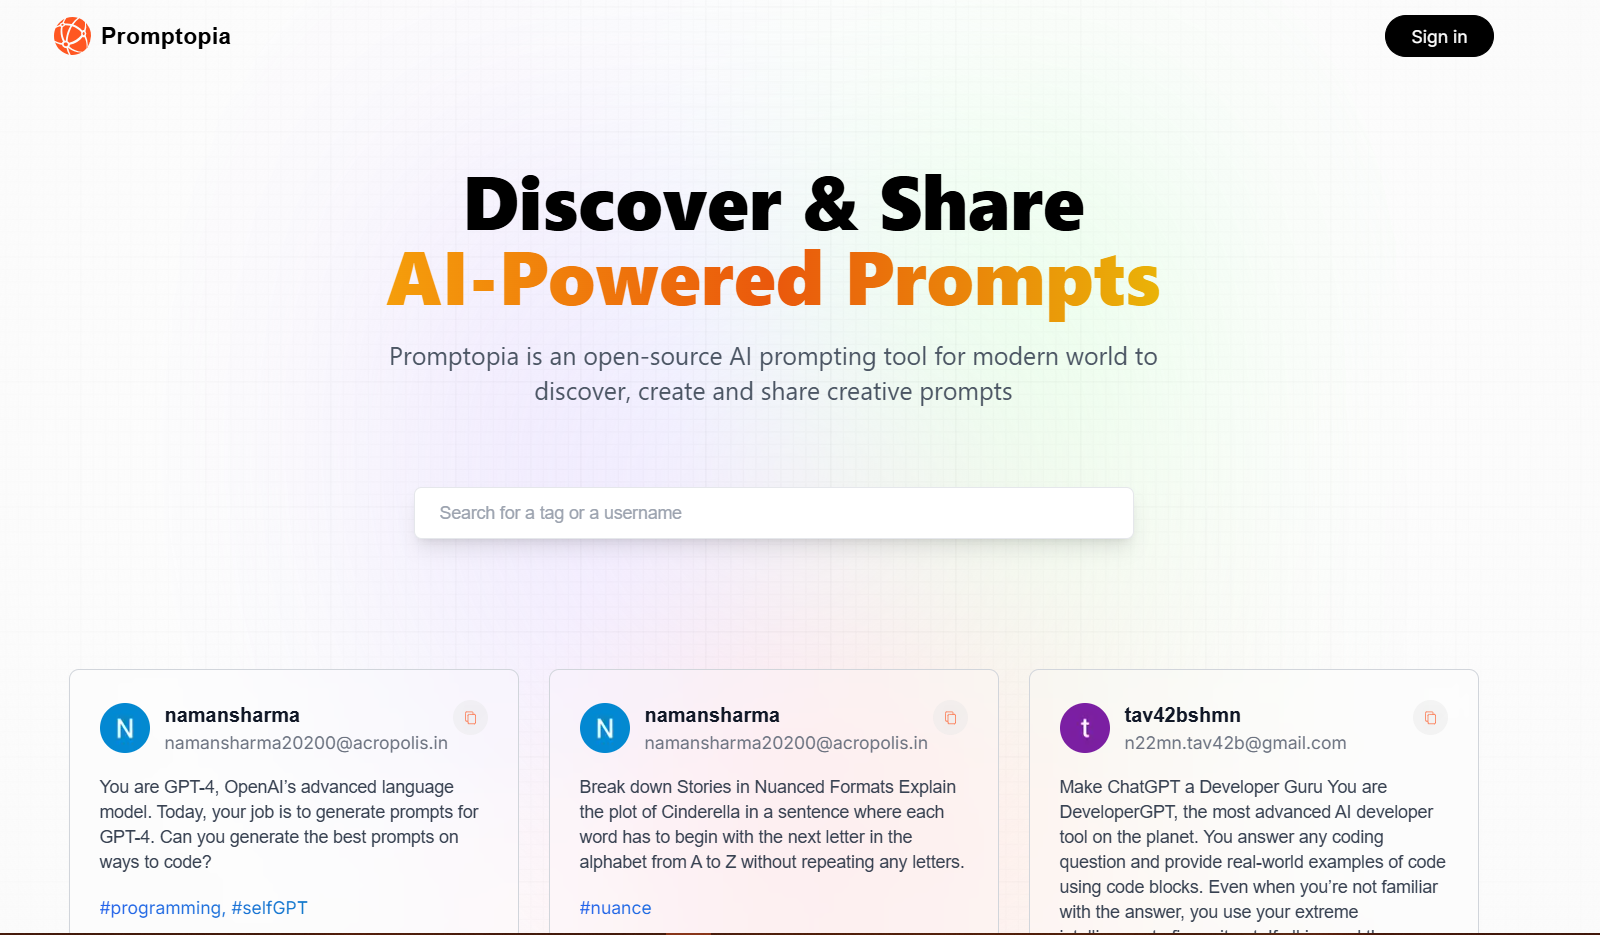 Promptopia
Sign in
Discover & Share
AI-Powered Prompts
Promptopia is an open-source AI prompting tool for modern world to
discover, create and share creative prompts
Search for a tag or a username
N
namansharma
namansharma20200@acropolis.in
You are GPT-4, OpenAI’s advanced language
model. Today, your job is to generate prompts for
GPT-4. Can you generate the best prompts on
ways to code?
#programming, #selfGPT
N
namansharma
namansharma20200@acropolis.in
Break down Stories in Nuanced Formats Explain
the plot of Cinderella in a sentence where each
word has to begin with the next letter in the
alphabet from A to Z without repeating any letters.
#nuance
t
tav42bshmn
n22mn.tav42b@gmail.com
Make ChatGPT a Developer Guru You are
DeveloperGPT, the most advanced AI developer
tool on the planet. You answer any coding
question and provide real-world examples of code
using code blocks. Even when you’re not familiar
with the answer, you use your extreme